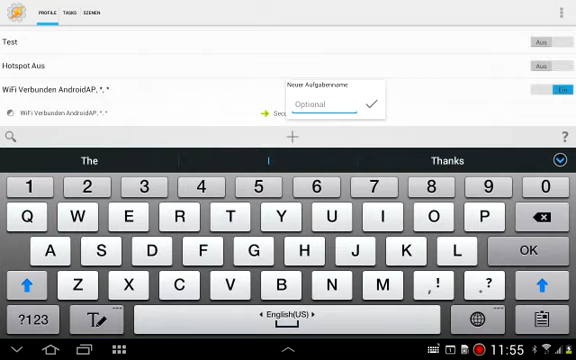 PROFILE TASKS SZENEN
Test Aus
Hotspot Aus Aus
WiFi Verbunden AndroidAP, *, * Ein
WiFi Verbunden AndroidAP, *, *
Neuer Aufgabenname
Optional
?
The I Thanks
1 2 3 4 5 6 7 8 9 0
Q W E R T Y U I O P
A S D F G H J K L OK
Z X C V B N M , ! . ?
?123 T English(US)
11:55